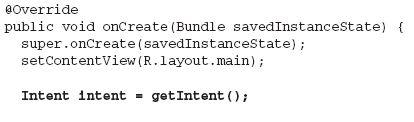 @Override
public void onCreate(Bundle savedInstanceState) {
super.onCreate(savedInstanceState);
setContentView(R.layout.main);
Intent intent = getIntent();